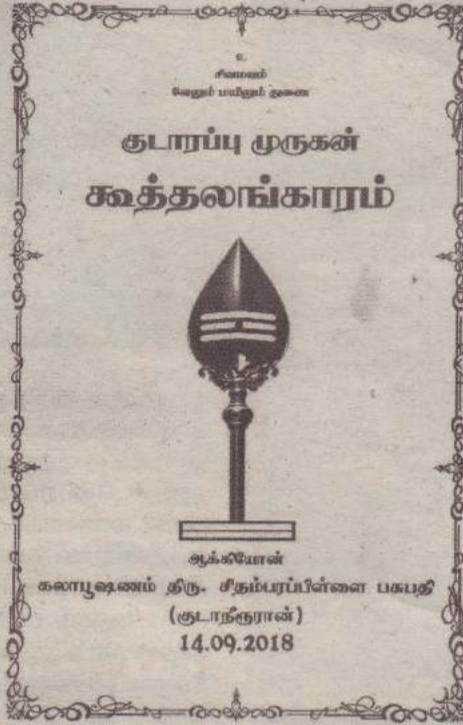 உ
சிவமயம்
வேலும் மயிலும் துணை
குடாரப்பு முருகன்
கூத்தலங்காரம்
ஆக்கியோன்
கலாபூஷணம் திரு. சிதம்பரப்பிள்ளை பசுபதி
(குடாநீரூரான்)
14.09.2018